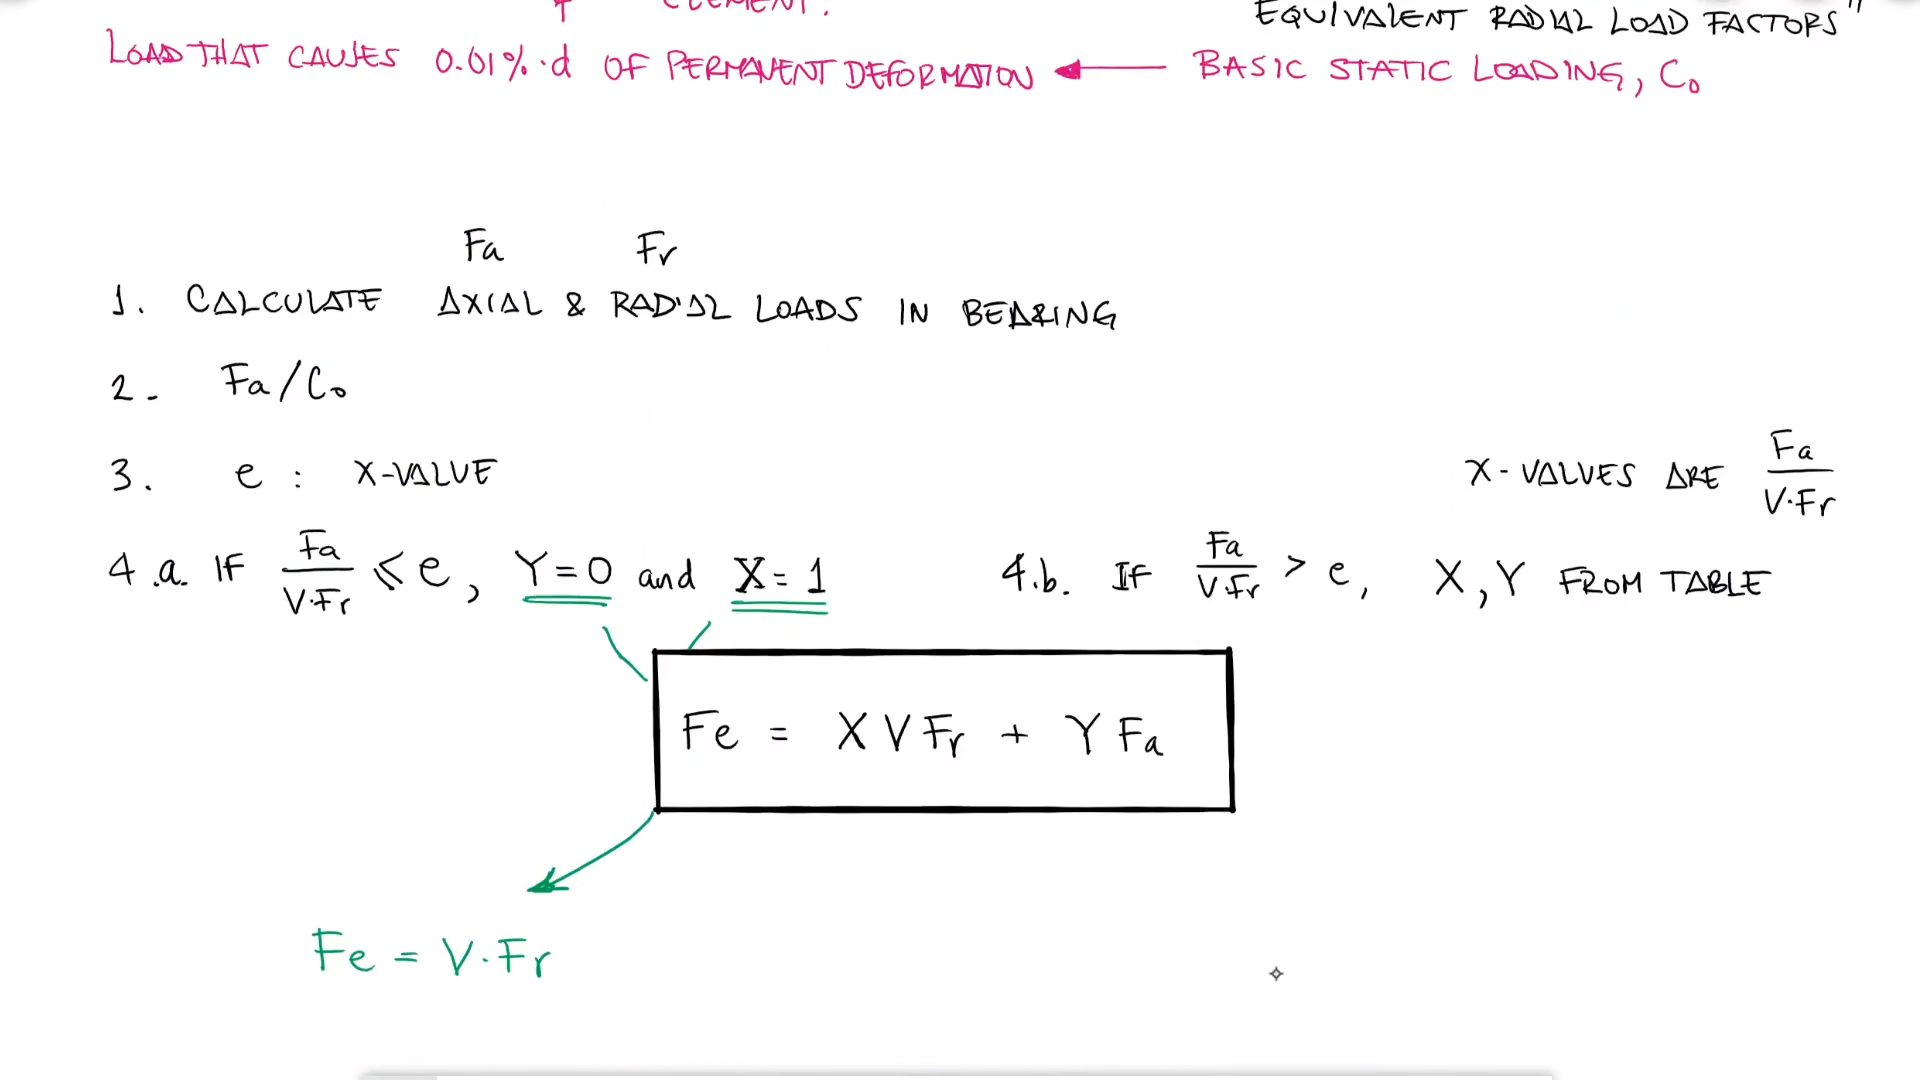 ELEMENT.
EQUIVALENT RADIAL LOAD FACTORS"
LOAD THAT CAUSES 0.01%·d OF PERMANENT DEFORMATION
BASIC STATIC LOADING, C₀
Fa Fr
1. CALCULATE AXIAL & RADIAL LOADS IN BEARING
2- Fa/C₀
3. e : X-VALUE
X-VALUES ARE Fa/V·Fr
4.a. IF Fa/V·Fr ⩽ e, Y=0 and X=1
4.b. IF Fa/V·Fr > e, X,Y FROM TABLE
Fe = X V Fr + Y Fa
Fe = V·Fr